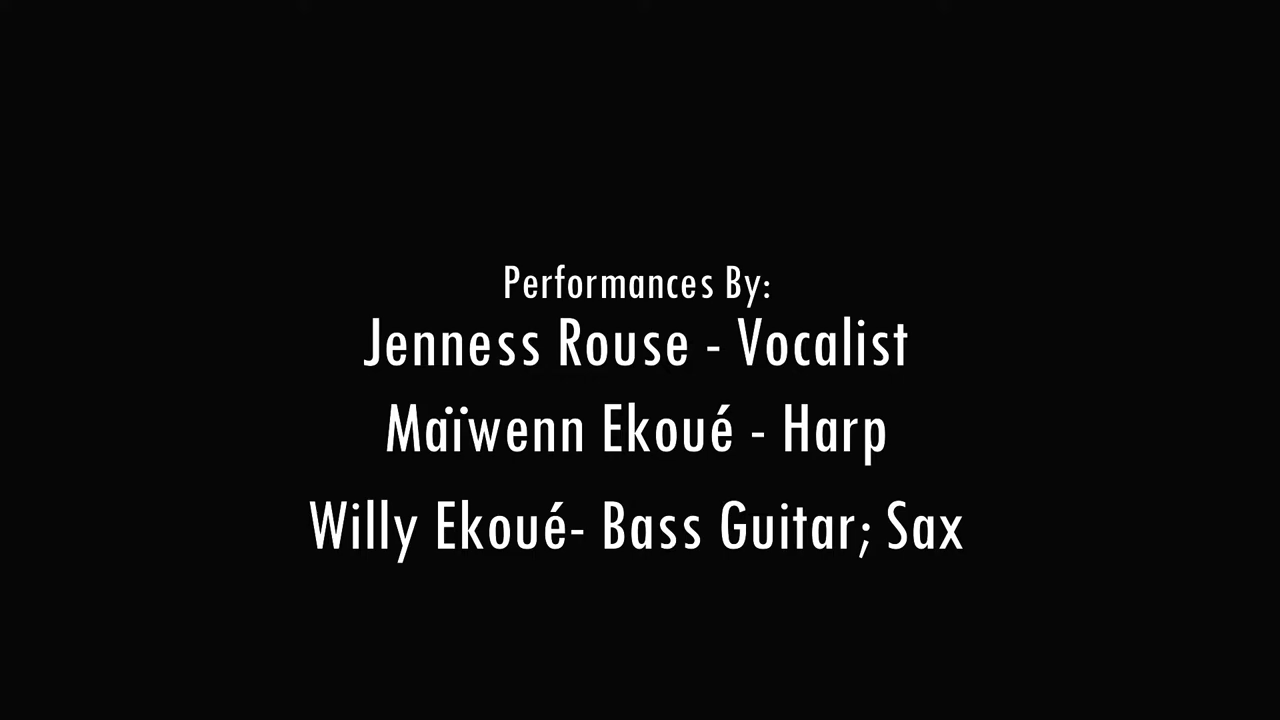 Performances By:
Jenness Rouse - Vocalist
Maïwenn Ekoué - Harp
Willy Ekoué- Bass Guitar; Sax